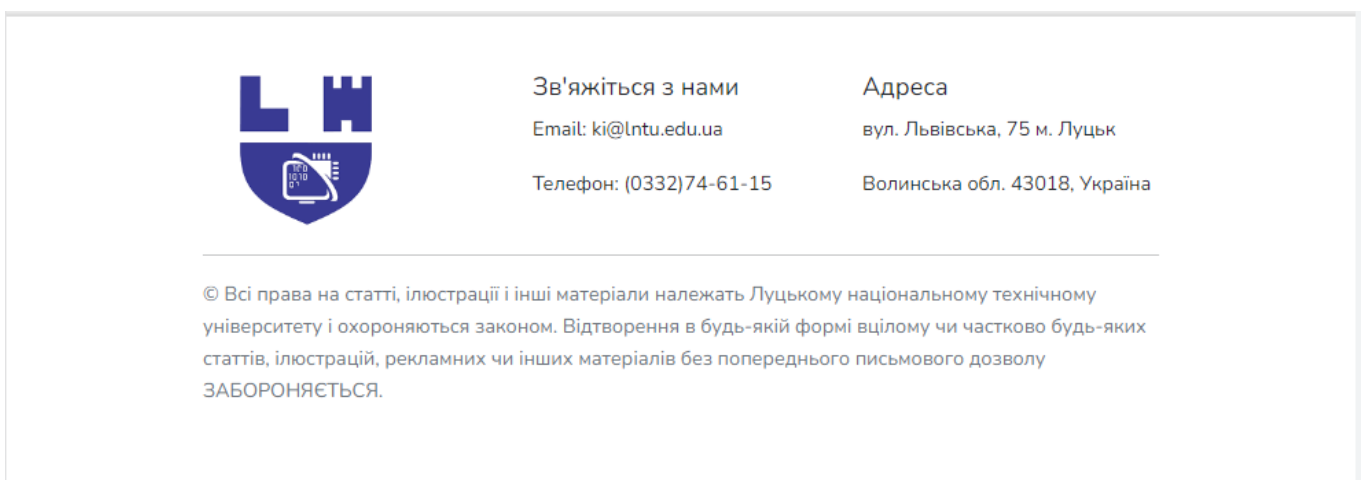 Зв'яжіться з нами
Email: ki@lntu.edu.ua
Телефон: (0332)74-61-15
Адреса
вул. Львівська, 75 м. Луцьк
Волинська обл. 43018, Україна
© Всі права на статті, ілюстрації і інші матеріали належать Луцькому національному технічному
університету і охороняються законом. Відтворення в будь-якій формі вцілому чи частково будь-яких
статтів, ілюстрацій, рекламних чи інших матеріалів без попереднього письмового дозволу
ЗАБОРОНЯЄТЬСЯ.